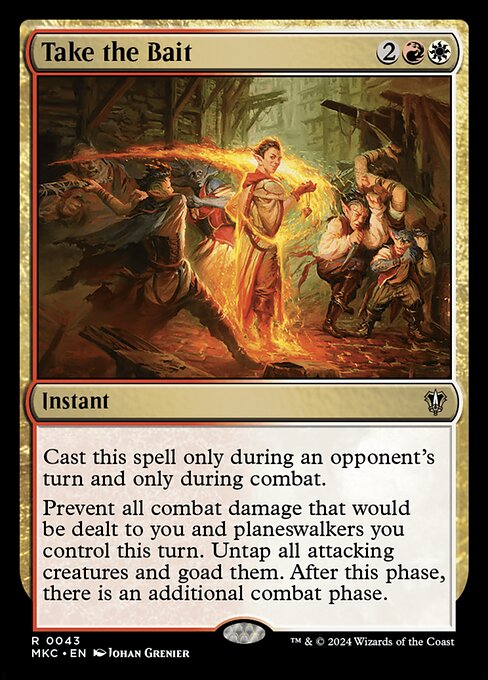 Take the Bait 2
Instant
Cast this spell only during an opponent's
turn and only during combat.
Prevent all combat damage that would
be dealt to you and planeswalkers you
control this turn. Untap all attacking
creatures and goad them. After this phase,
there is an additional combat phase.
R 0043
MKC • EN Johan Grenier
™ & © 2024 Wizards of the Coast